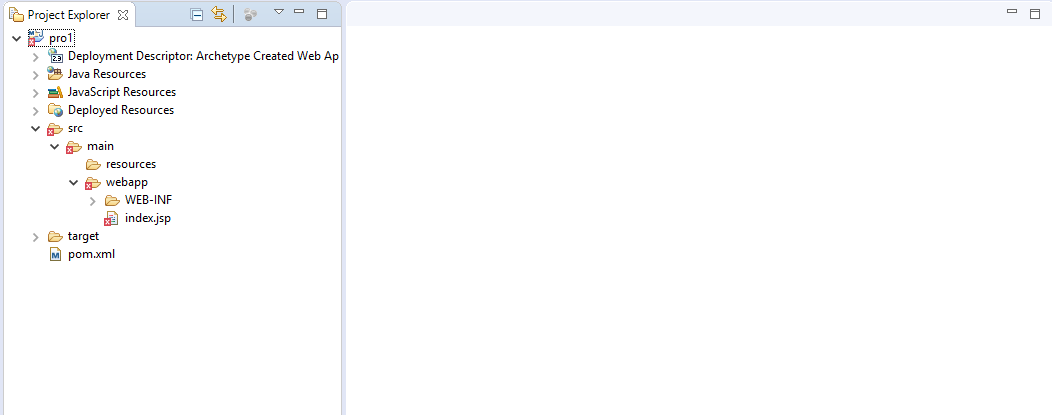 Project Explorer
pro1
Deployment Descriptor: Archetype Created Web Ap
Java Resources
JavaScript Resources
Deployed Resources
src
main
resources
webapp
WEB-INF
index.jsp
target
pom.xml